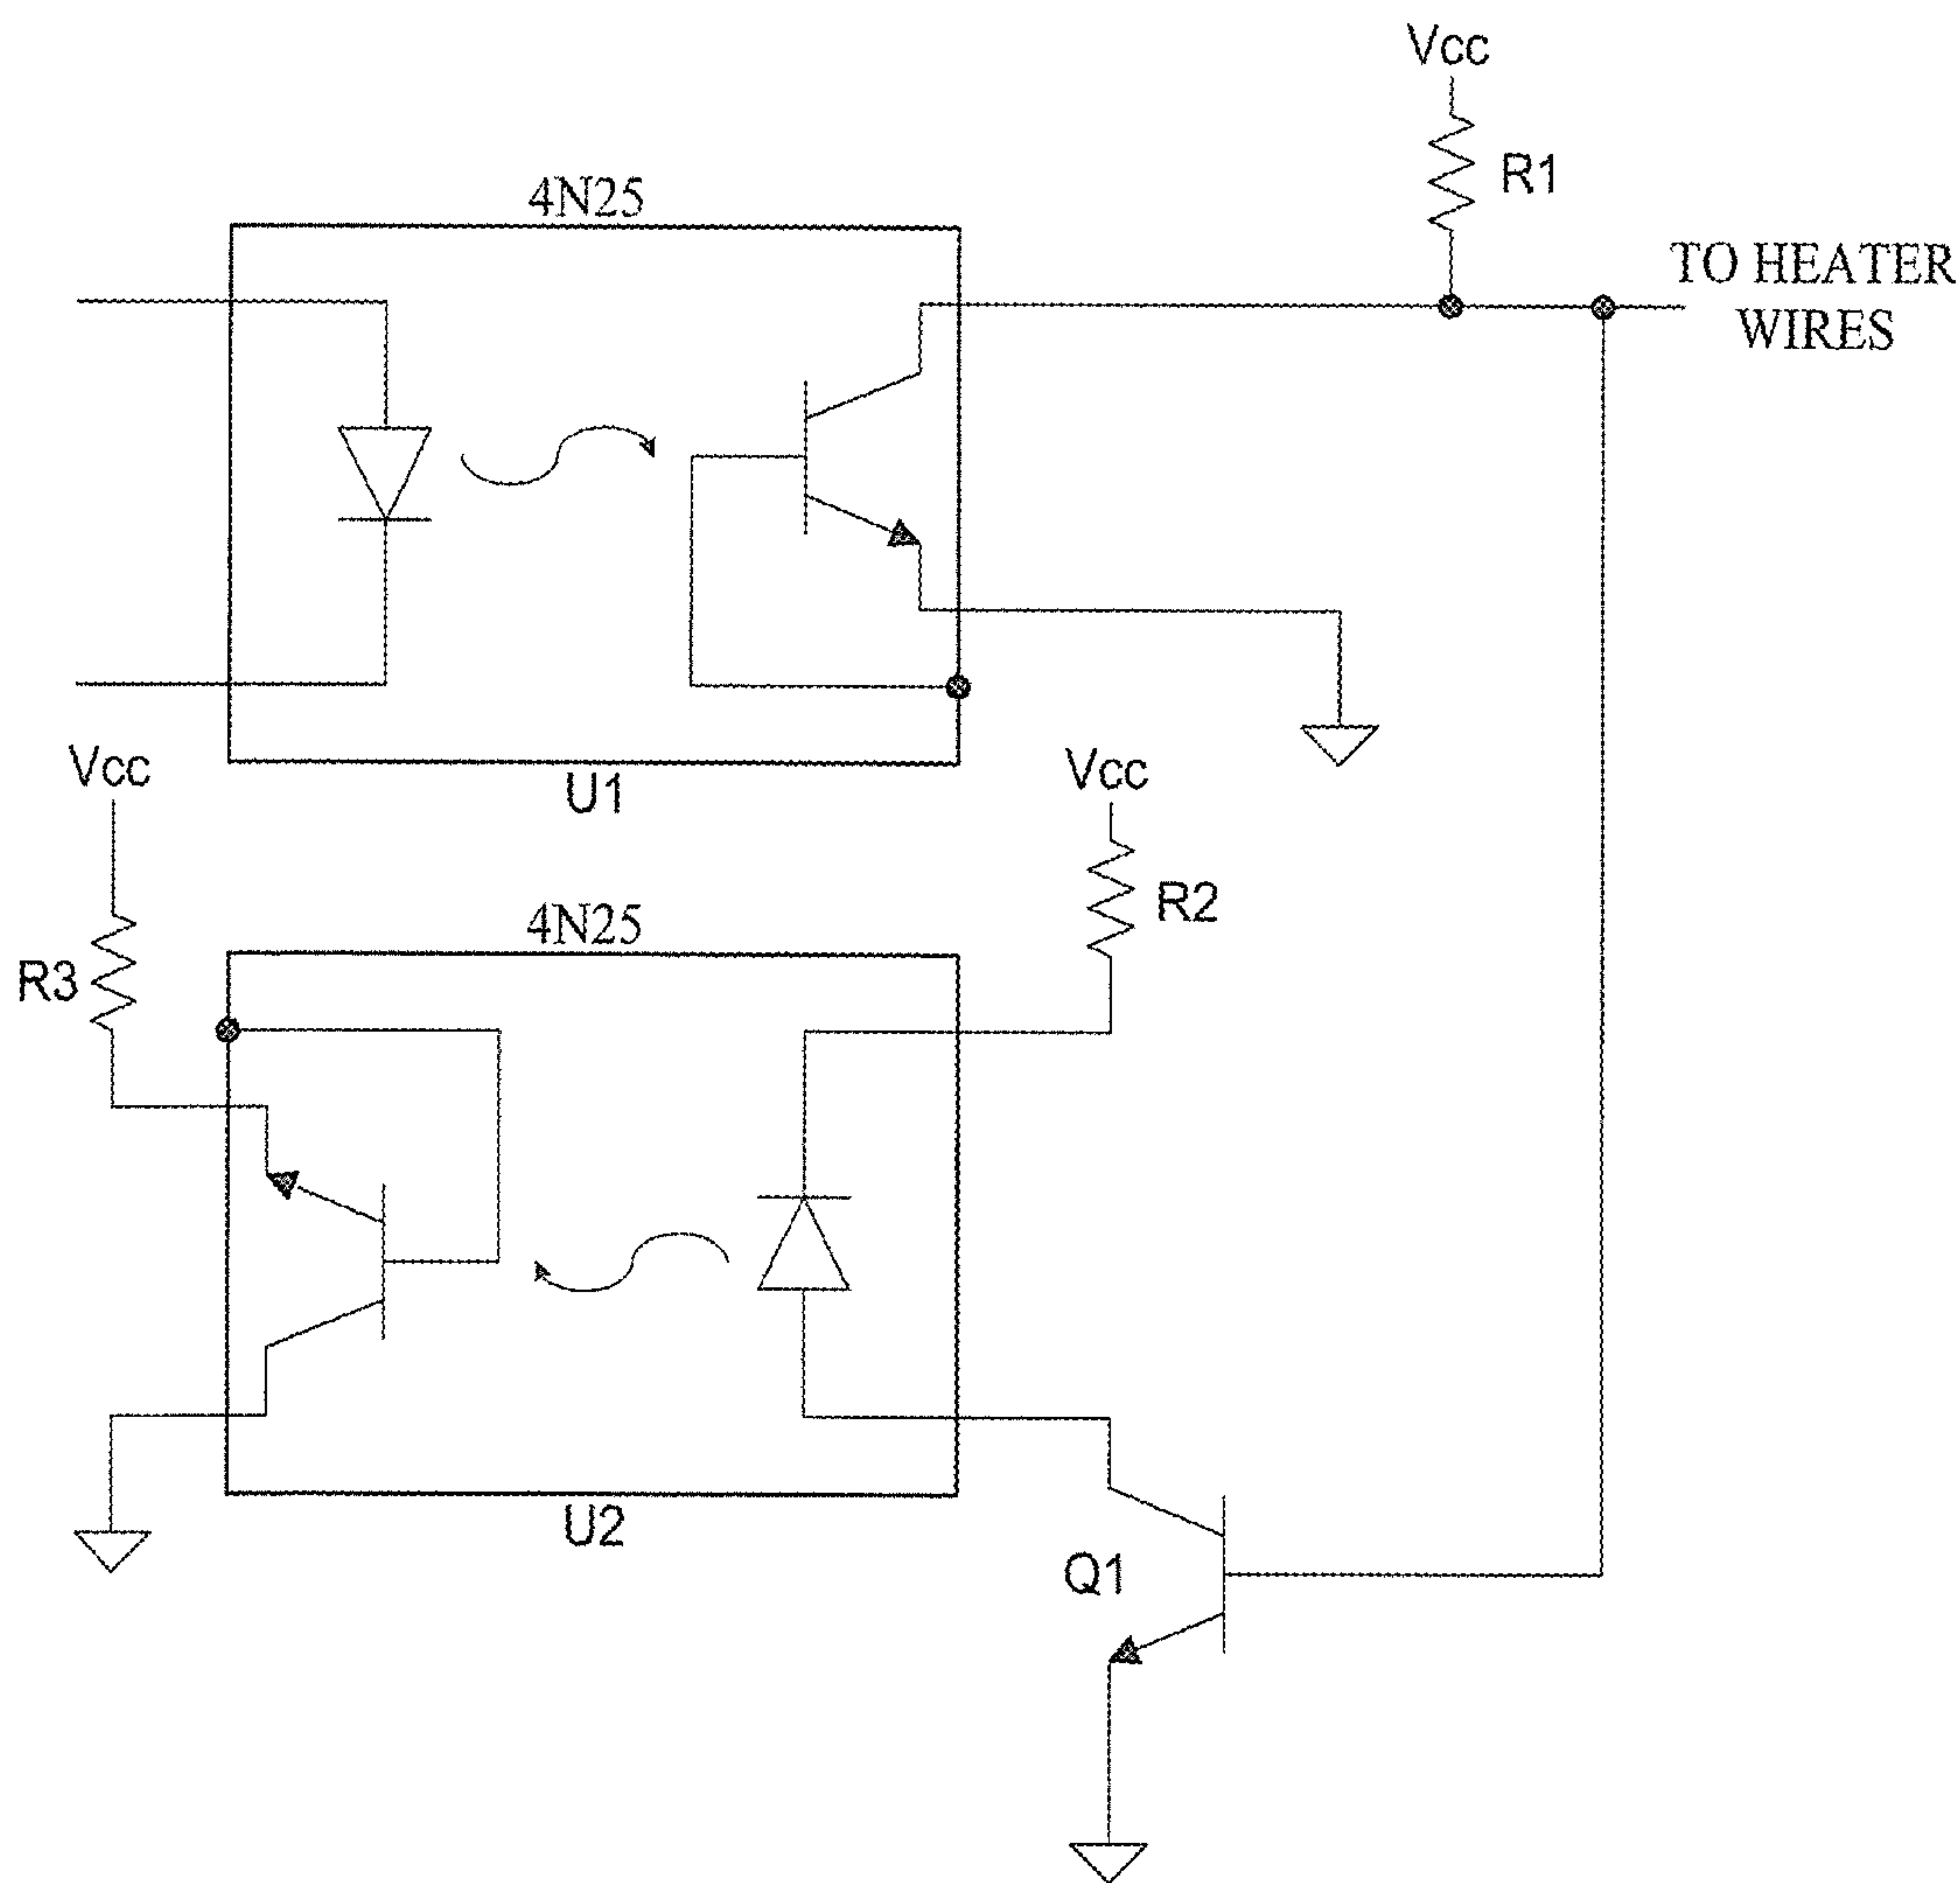 Vcc
R1
4N25
TO HEATER
WIRES
U1
Vcc
Vcc
R2
R3
4N25
U2
Q1